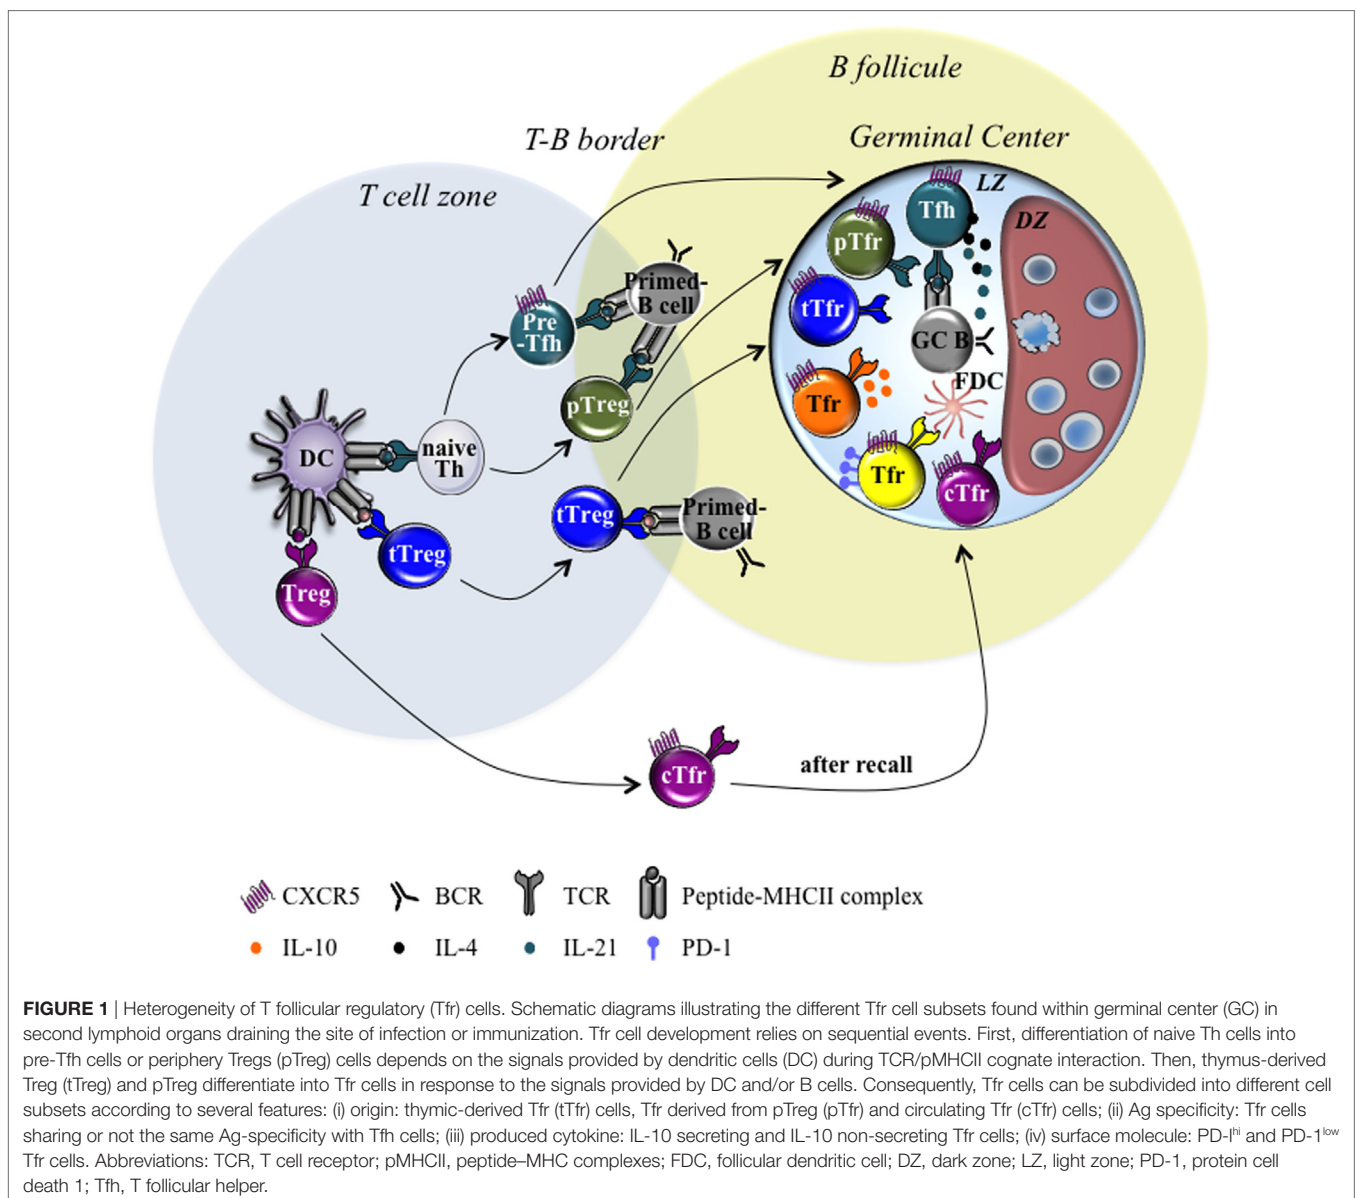 B follicule
T-B border
Germinal Center
T cell zone
LZ
Tfh
DZ
pTfr
Primed-
B cell
tTfr
Pre
-Tfh
GC B
FDC
pTreg
Tfr
naive
Th
DC
Tfr
cTfr
tTreg
Primed-
B cell
tTreg
Treg
cTfr
after recall
CXCR5 BCR TCR Peptide-MHCII complex
IL-10 IL-4 IL-21 PD-1
FIGURE 1 | Heterogeneity of T follicular regulatory (Tfr) cells. Schematic diagrams illustrating the different Tfr cell subsets found within germinal center (GC) in
second lymphoid organs draining the site of infection or immunization. Tfr cell development relies on sequential events. First, differentiation of naive Th cells into
pre-Tfh cells or periphery Tregs (pTreg) cells depends on the signals provided by dendritic cells (DC) during TCR/pMHCII cognate interaction. Then, thymus-derived
Treg (tTreg) and pTreg differentiate into Tfr cells in response to the signals provided by DC and/or B cells. Consequently, Tfr cells can be subdivided into different cell
subsets according to several features: (i) origin: thymic-derived Tfr (tTfr) cells, Tfr derived from pTreg (pTfr) and circulating Tfr (cTfr) cells; (ii) Ag specificity: Tfr cells
sharing or not the same Ag-specificity with Tfh cells; (iii) produced cytokine: IL-10 secreting and IL-10 non-secreting Tfr cells; (iv) surface molecule: PD-Ihi and PD-1low
Tfr cells. Abbreviations: TCR, T cell receptor; pMHCII, peptide–MHC complexes; FDC, follicular dendritic cell; DZ, dark zone; LZ, light zone; PD-1, protein cell
death 1; Tfh, T follicular helper.